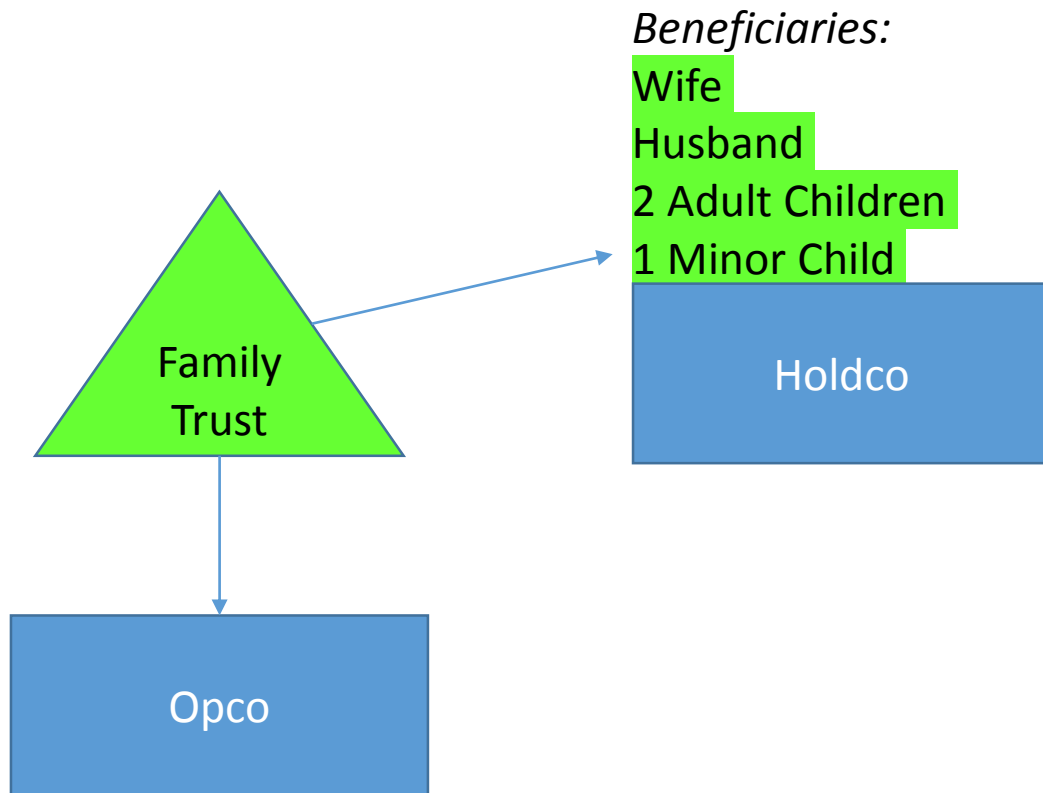 Beneficiaries:
Wife
Husband
2 Adult Children
1 Minor Child
Holdco
Family
Trust
Opco